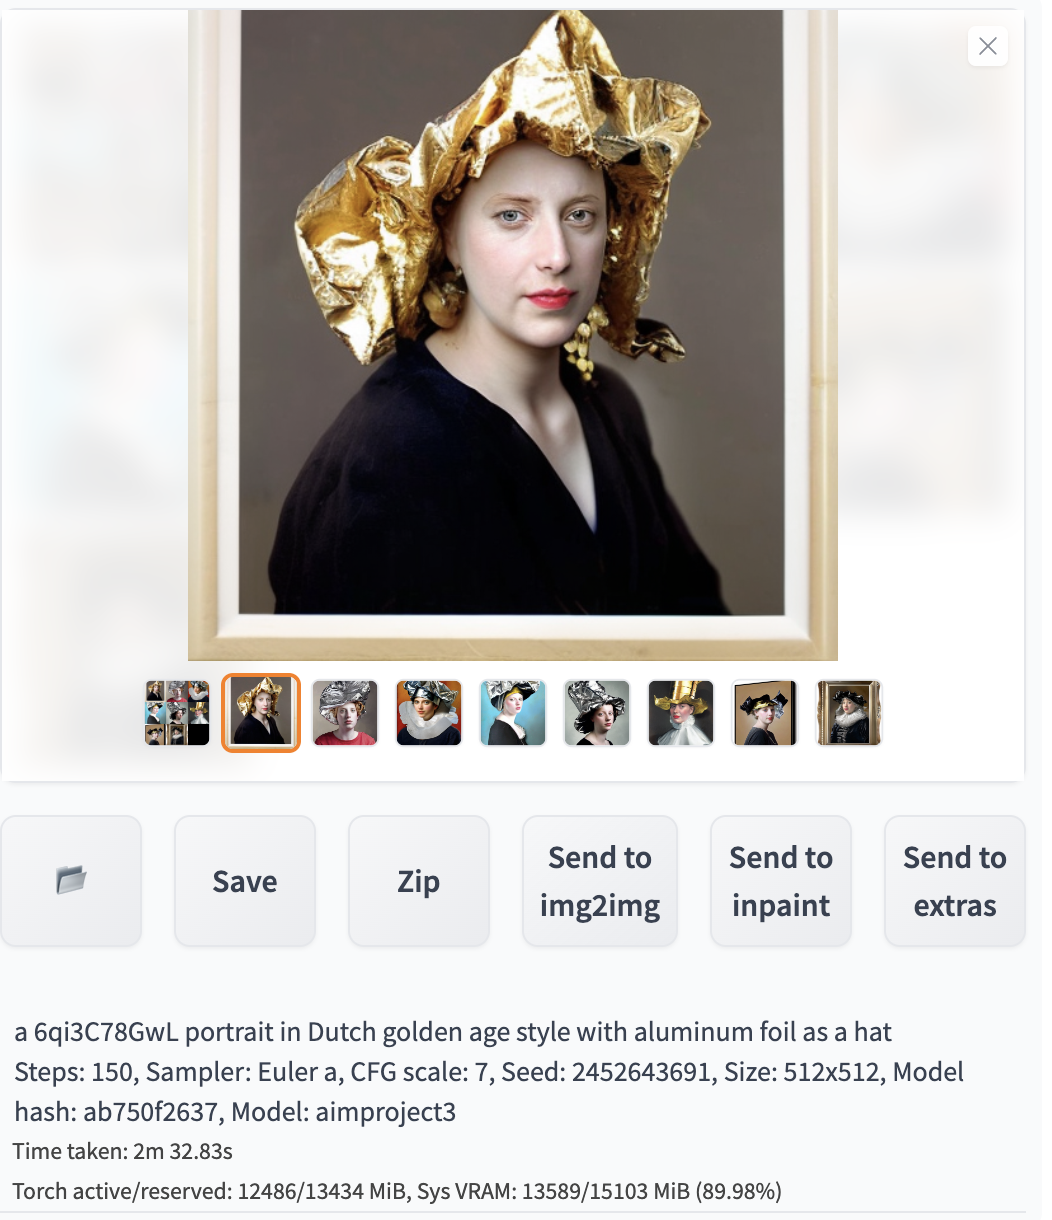 Save
Zip
Send to
img2img
Send to
inpaint
Send to
extras
a 6qi3C78GwL portrait in Dutch golden age style with aluminum foil as a hat
Steps: 150, Sampler: Euler a, CFG scale: 7, Seed: 2452643691, Size: 512x512, Model
hash: ab750f2637, Model: aimproject3
Time taken: 2m 32.83s
Torch active/reserved: 12486/13434 MiB, Sys VRAM: 13589/15103 MiB (89.98%)